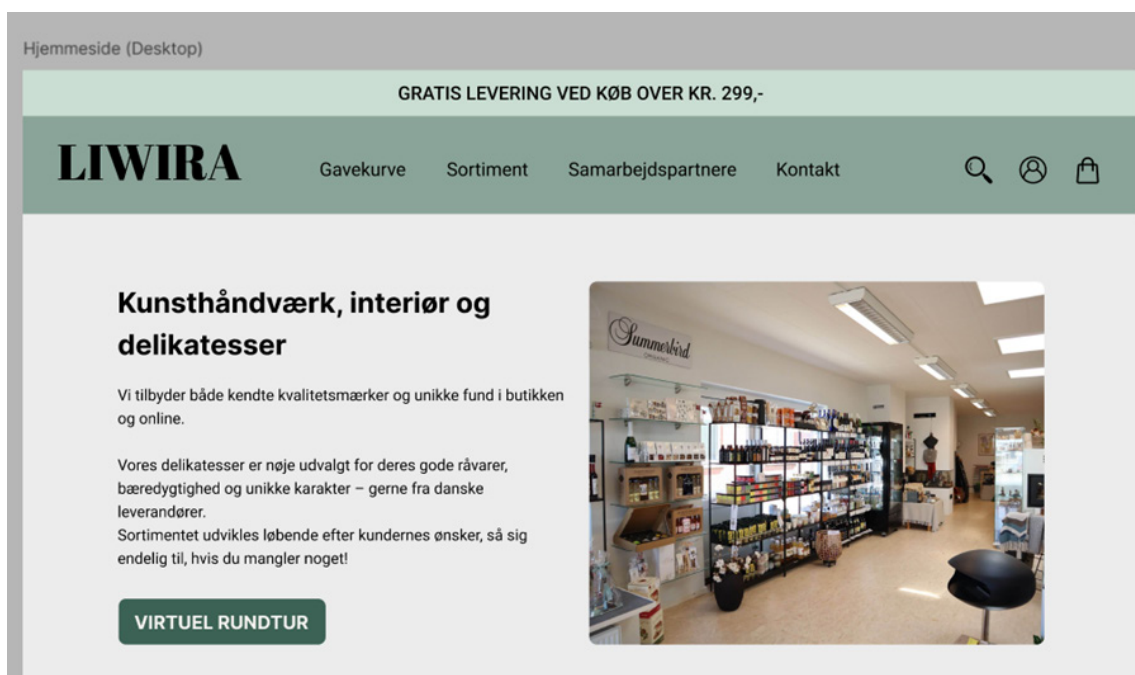 Hjemmeside (Desktop)
GRATIS LEVERING VED KØB OVER KR. 299,-
LIWIRA
Gavekurve Sortiment Samarbejdspartnere Kontakt
Kunsthåndværk, interiør og
delikatesser
Vi tilbyder både kendte kvalitetsmærker og unikke fund i butikken
og online.
Vores delikatesser er nøje udvalgt for deres gode råvarer,
bæredygtighed og unikke karakter – gerne fra danske
leverandører.
Sortimentet udvikles løbende efter kundernes ønsker, så sig
endelig til, hvis du mangler noget!
VIRTUEL RUNDTUR
Summerbird
ORGANIC